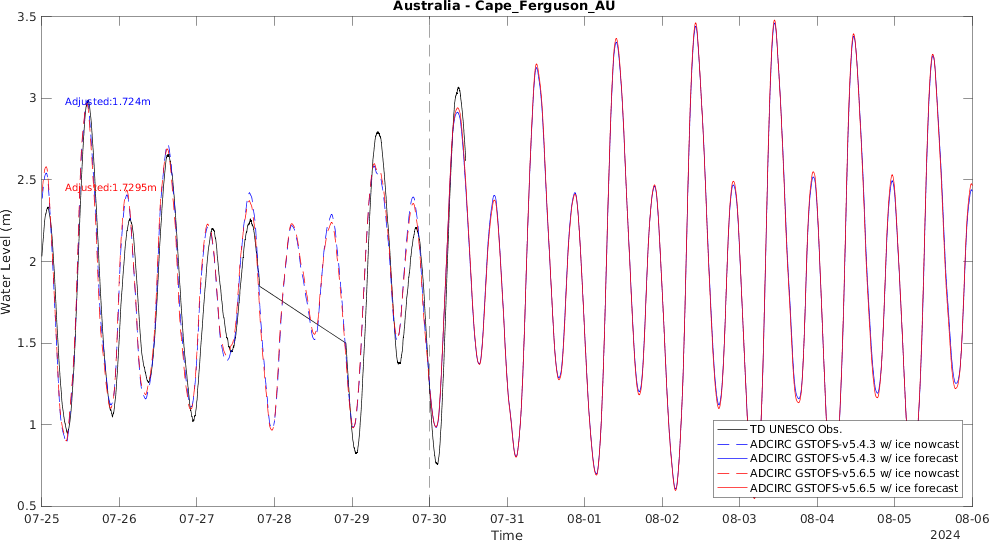 Australia - Cape_Ferguson_AU
Water Level (m)
3.5
3
2.5
2
1.5
1
0.5
Adjusted:1.724m
Adjusted:1.7295m
TD UNESCO Obs.
ADCIRC GSTOFS-v5.4.3 w/ ice nowcast
ADCIRC GSTOFS-v5.4.3 w/ ice forecast
ADCIRC GSTOFS-v5.6.5 w/ ice nowcast
ADCIRC GSTOFS-v5.6.5 w/ ice forecast
07-25 07-26 07-27 07-28 07-29 07-30 07-31 08-01 08-02 08-03 08-04 08-05 08-06
Time
2024